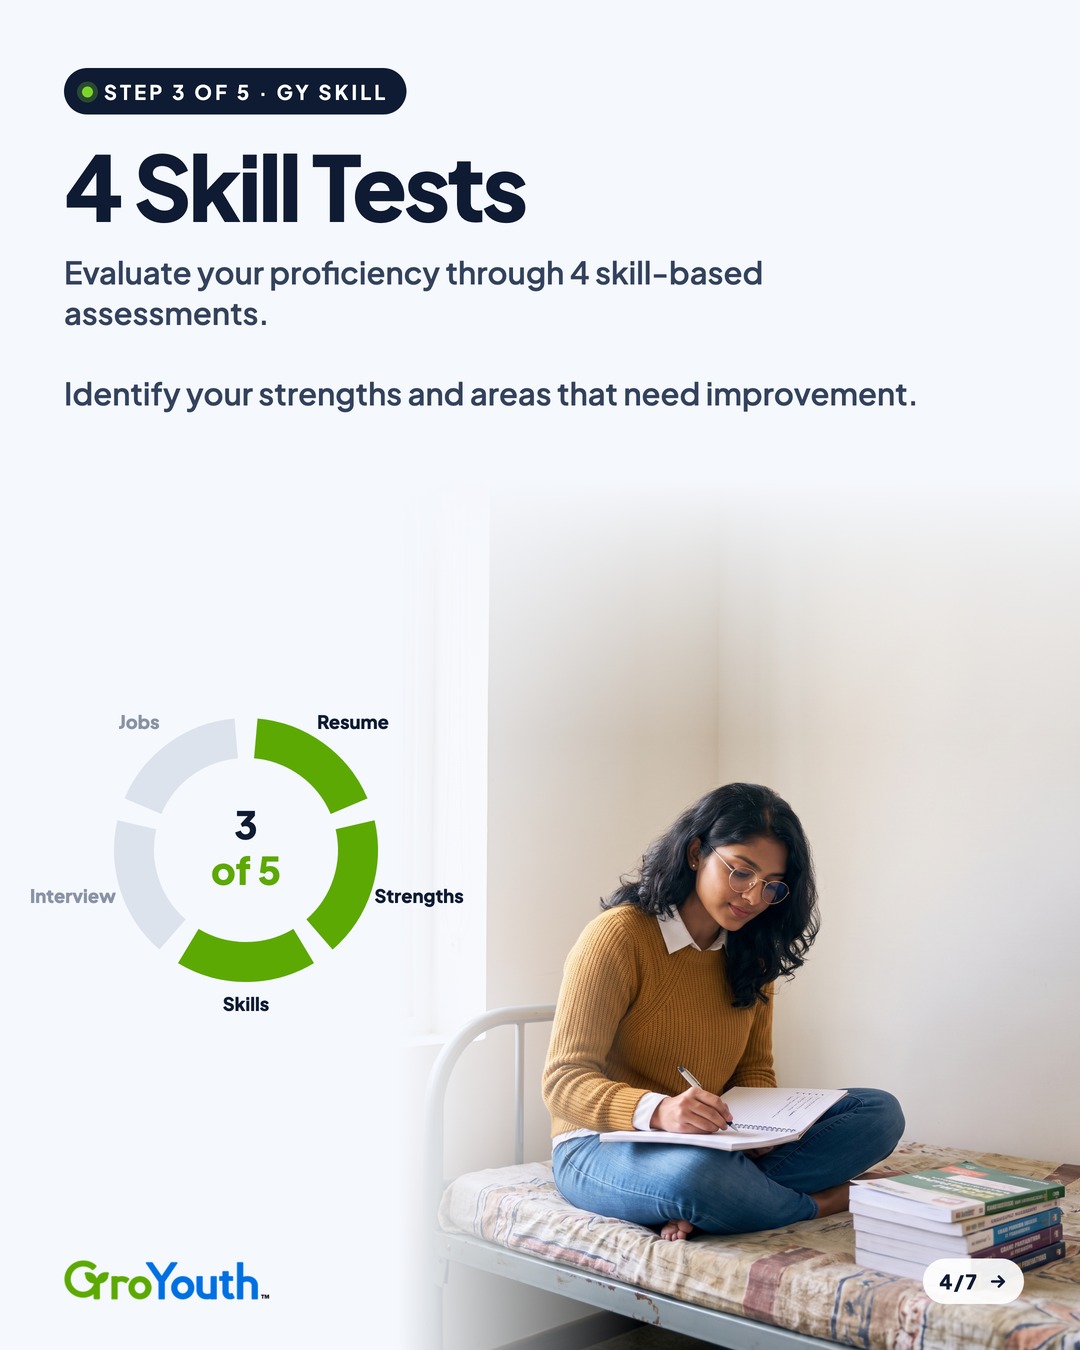 STEP 3 OF 5 · GY SKILL
4 Skill Tests
Evaluate your proficiency through 4 skill-based
assessments.
Identify your strengths and areas that need improvement.
Jobs
Resume
3
of 5
Interview
Strengths
Skills
GroYouth™
4/7 →